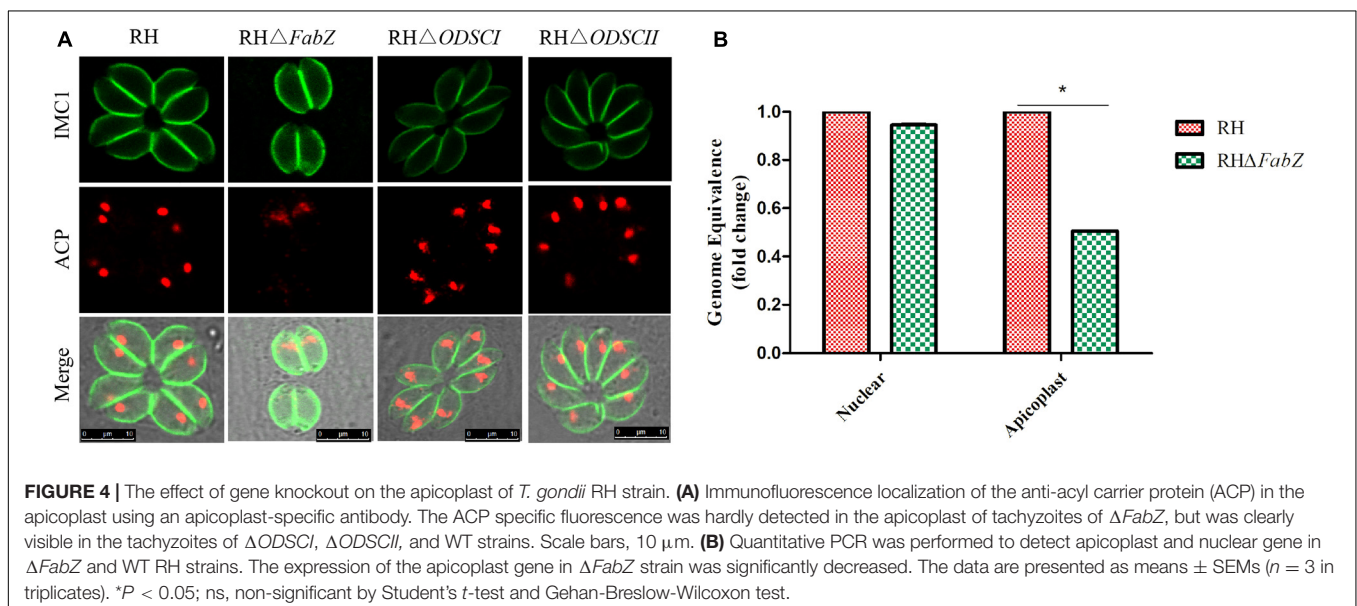 A
B
RH
RH△FabZ
RH△ODSCI
RH△ODSCII
IMC1
ACP
Merge
0 μm 10
0 μm 10
0 μm 10
0 μm 10
Genome Equivalence
(fold change)
1.0
0.8
0.6
0.4
0.2
0.0
*
Nuclear
Apicoplast
RH
RHΔFabZ
FIGURE 4 | The effect of gene knockout on the apicoplast of T. gondii RH strain. (A) Immunofluorescence localization of the anti-acyl carrier protein (ACP) in the
apicoplast using an apicoplast-specific antibody. The ACP specific fluorescence was hardly detected in the apicoplast of tachyzoites of ΔFabZ, but was clearly
visible in the tachyzoites of ΔODSCI, ΔODSCII, and WT strains. Scale bars, 10 μm. (B) Quantitative PCR was performed to detect apicoplast and nuclear gene in
ΔFabZ and WT RH strains. The expression of the apicoplast gene in ΔFabZ strain was significantly decreased. The data are presented as means ± SEMs (n = 3 in
triplicates). *P < 0.05; ns, non-significant by Student's t-test and Gehan-Breslow-Wilcoxon test.